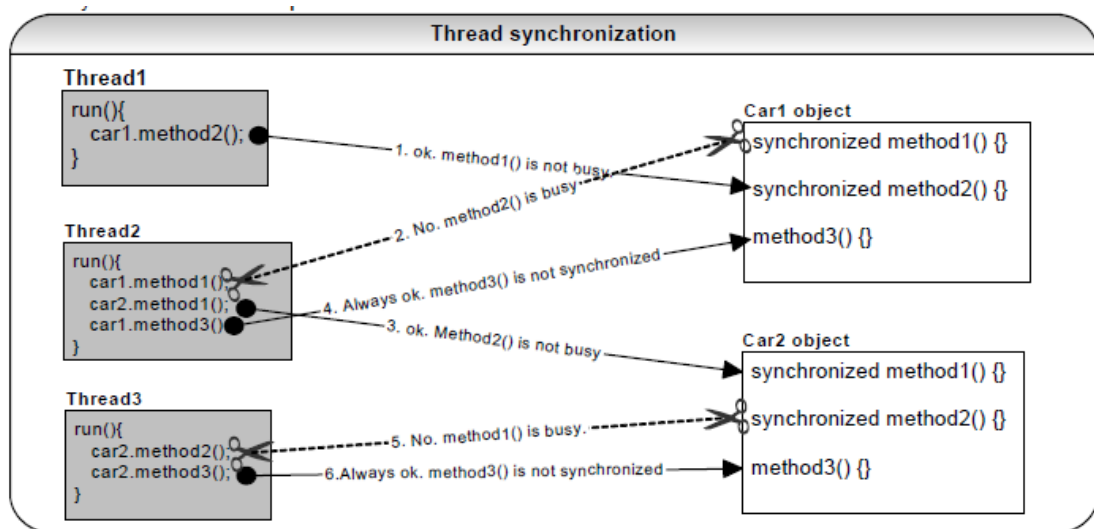 Thread synchronization
Thread1
run(){
car1.method2();
}
Thread2
run(){
car1.method1();
car2.method1();
car1.method3()
}
Thread3
run(){
car2.method2();
car2.method3();
}
1. ok. method1() is not busy
2. No. method2() is busy
4. Always ok. method3() is not synchronized
3. ok. Method2() is not busy
5. No. method1() is busy.
6.Always ok. method3() is not synchronized
Car1 object
synchronized method1() {}
synchronized method2() {}
method3() {}
Car2 object
synchronized method1() {}
synchronized method2() {}
method3() {}